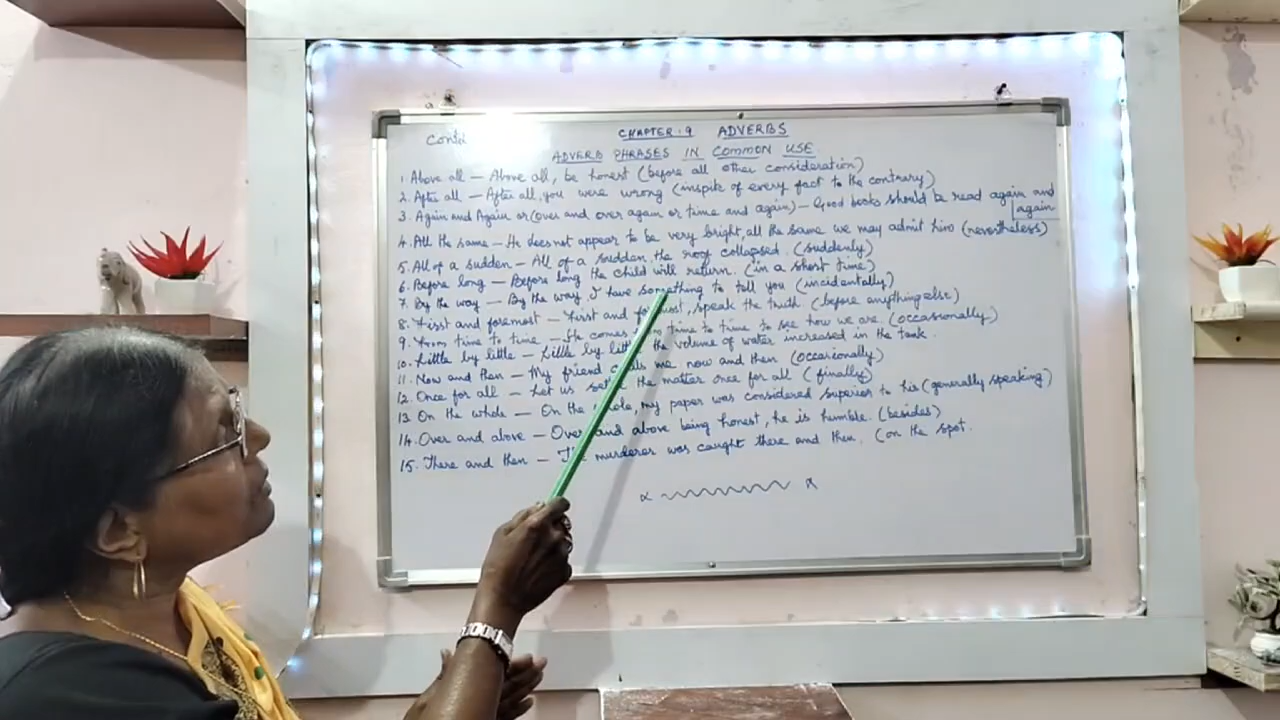 Contd
CHAPTER : 9 ADVERBS
ADVERB PHRASES IN COMMON USE
1. Above all – Above all, be honest (before all other consideration)
2. After all – After all, you were wrong (inspite of every fact to the contrary)
3. Again and Again or (over and over again or time and again) – Good books should be read again and
again
4. All the same – He does not appear to be very bright, all the same we may admit him (nevertheless)
5. All of a sudden – All of a sudden the roof collapsed. (suddenly)
6. Before long – Before long the child will return. (in a short time)
7. By the way – By the way, I have something to tell you (incidentally)
8. First and foremost – First and foremost, speak the truth (before anything else)
9. From time to time – He comes from time to time to see how we are. (occasionally)
10. Little by little – Little by little the volume of water increased in the tank.
11. Now and then – My friend calls me now and then (occasionally)
12. Once for all – Let us settle the matter once for all (finally)
13. On the whole – On the whole, my paper was considered superior to his (generally speaking)
14. Over and above – Over and above being honest, he is humble. (besides)
15. There and then – The murderer was caught there and then. (on the spot.